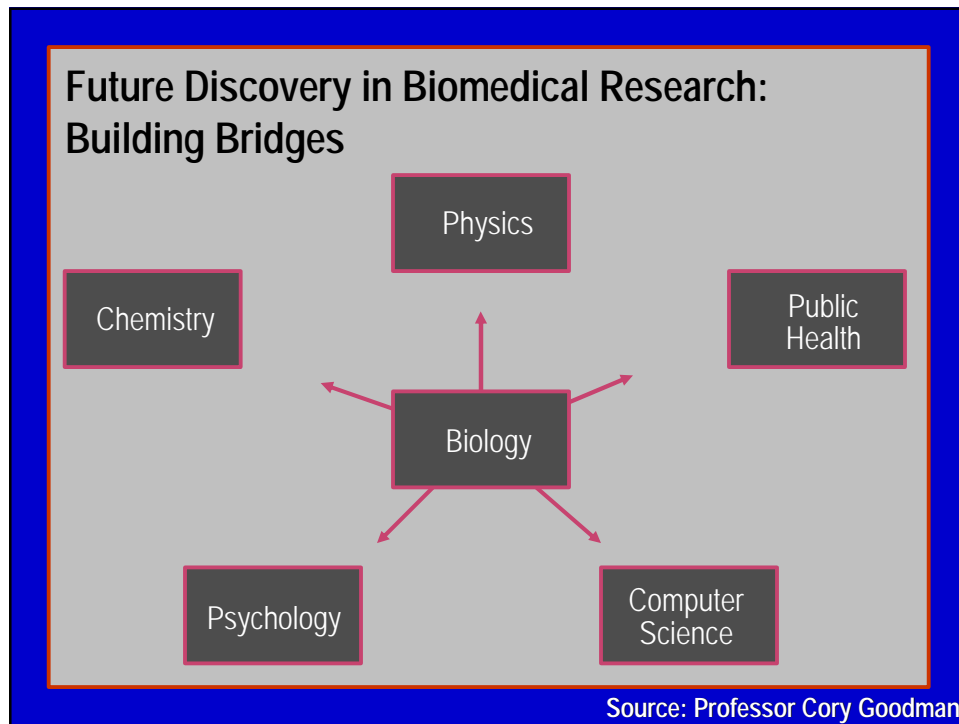 Future Discovery in Biomedical Research:
Building Bridges
Physics
Chemistry
Public
Health
Biology
Psychology
Computer
Science
Source: Professor Cory Goodman